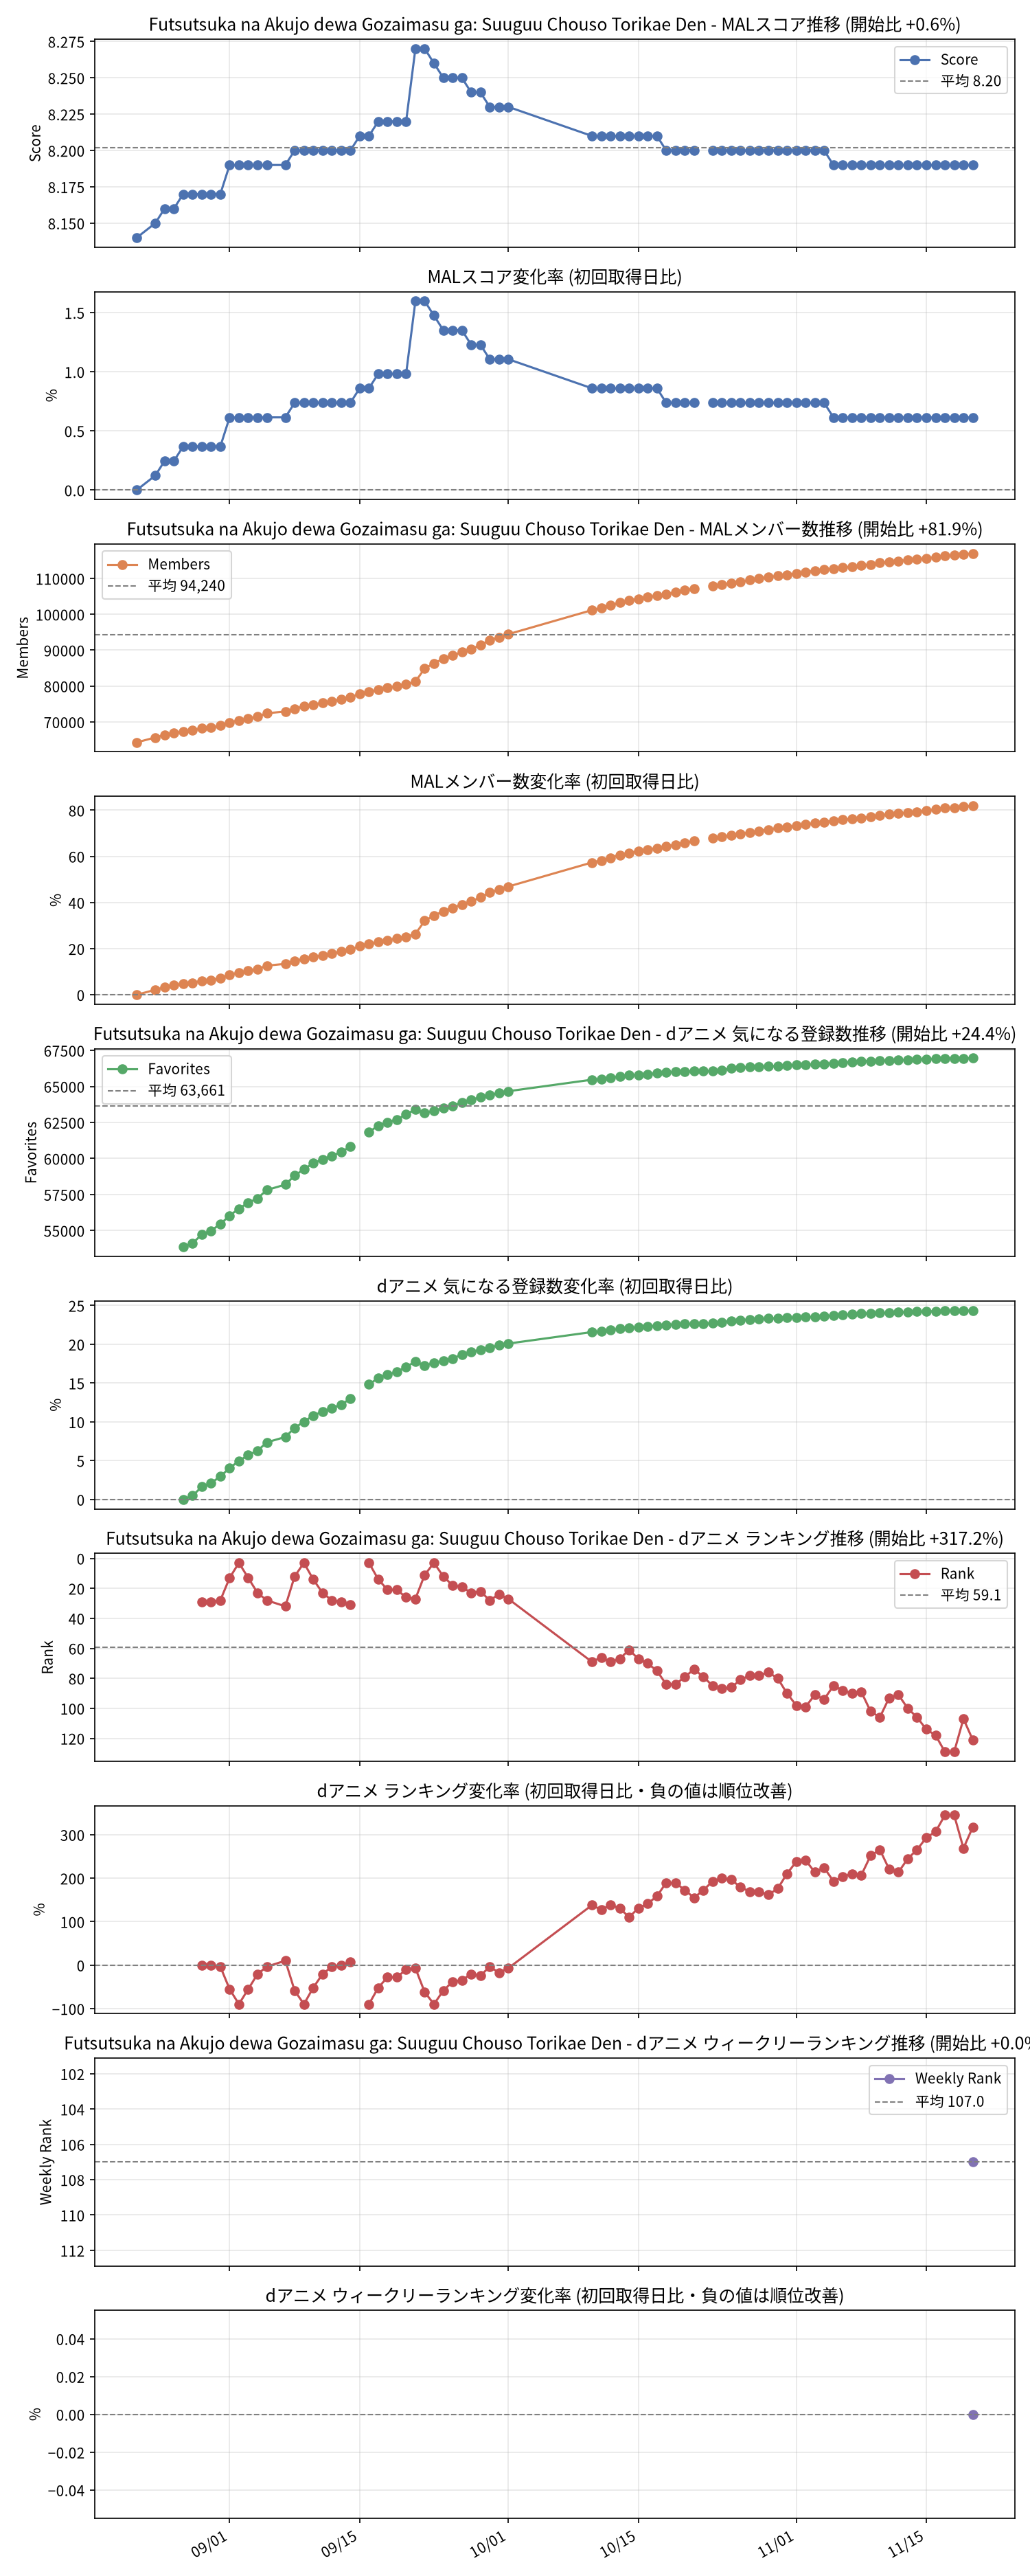 Futsutsuka na Akujo dewa Gozaimasu ga: Suuguu Chouso Torikae Den - MALスコア推移 (開始比 +0.6%)
8.275
8.250
8.225
8.200
8.175
8.150
Score
Score
平均 8.20
MALスコア変化率 (初回取得日比)
1.5
1.0
0.5
0.0
%
Futsutsuka na Akujo dewa Gozaimasu ga: Suuguu Chouso Torikae Den - MALメンバー数推移 (開始比 +81.9%)
110000
100000
90000
80000
70000
Members
Members
平均 94,240
MALメンバー数変化率 (初回取得日比)
80
60
40
20
0
%
Futsutsuka na Akujo dewa Gozaimasu ga: Suuguu Chouso Torikae Den - dアニメ 気になる登録数推移 (開始比 +24.4%)
67500
65000
62500
60000
57500
55000
Favorites
Favorites
平均 63,661
dアニメ 気になる登録数変化率 (初回取得日比)
25
20
15
10
5
0
%
Futsutsuka na Akujo dewa Gozaimasu ga: Suuguu Chouso Torikae Den - dアニメ ランキング推移 (開始比 +317.2%)
0
20
40
60
80
100
120
Rank
Rank
平均 59.1
dアニメ ランキング変化率 (初回取得日比・負の値は順位改善)
300
200
100
0
−100
%
Futsutsuka na Akujo dewa Gozaimasu ga: Suuguu Chouso Torikae Den - dアニメ ウィークリーランキング推移 (開始比 +0.0%
102
104
106
108
110
112
Weekly Rank
Weekly Rank
平均 107.0
dアニメ ウィークリーランキング変化率 (初回取得日比・負の値は順位改善)
0.04
0.02
0.00
−0.02
−0.04
%
09/01
09/15
10/01
10/15
11/01
11/15